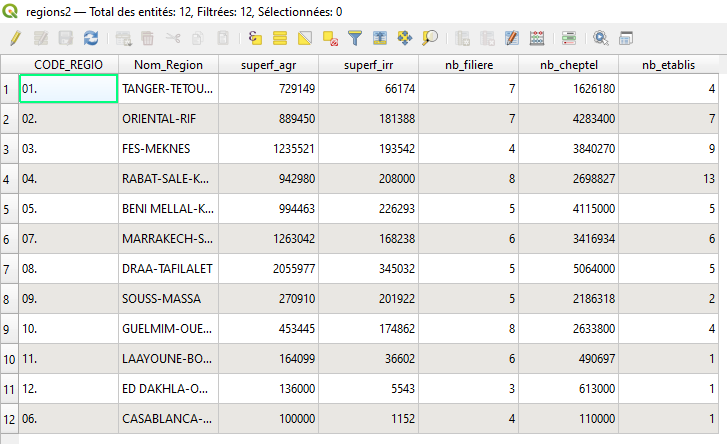 regions2 — Total des entités: 12, Filtrées: 12, Sélectionnées: 0
CODE_REGIO Nom_Region superf_agr superf_irr nb_filiere nb_cheptel nb_etablis
1 01. TANGER-TETOU... 729149 66174 7 1626180 4
2 02. ORIENTAL-RIF 889450 181388 7 4283400 7
3 03. FES-MEKNES 1235521 193542 4 3840270 9
4 04. RABAT-SALE-K... 942980 208000 8 2698827 13
5 05. BENI MELLAL-K... 994463 226293 5 4115000 5
6 07. MARRAKECH-S... 1263042 168238 6 3416934 6
7 08. DRAA-TAFILALET 2055977 345032 5 5064000 5
8 09. SOUSS-MASSA 270910 201922 5 2186318 2
9 10. GUELMIM-OUE... 453445 174862 8 2633800 4
10 11. LAAYOUNE-BO... 164099 36602 6 490697 1
11 12. ED DAKHLA-O... 136000 5543 3 613000 1
12 06. CASABLANCA-... 100000 1152 4 110000 1